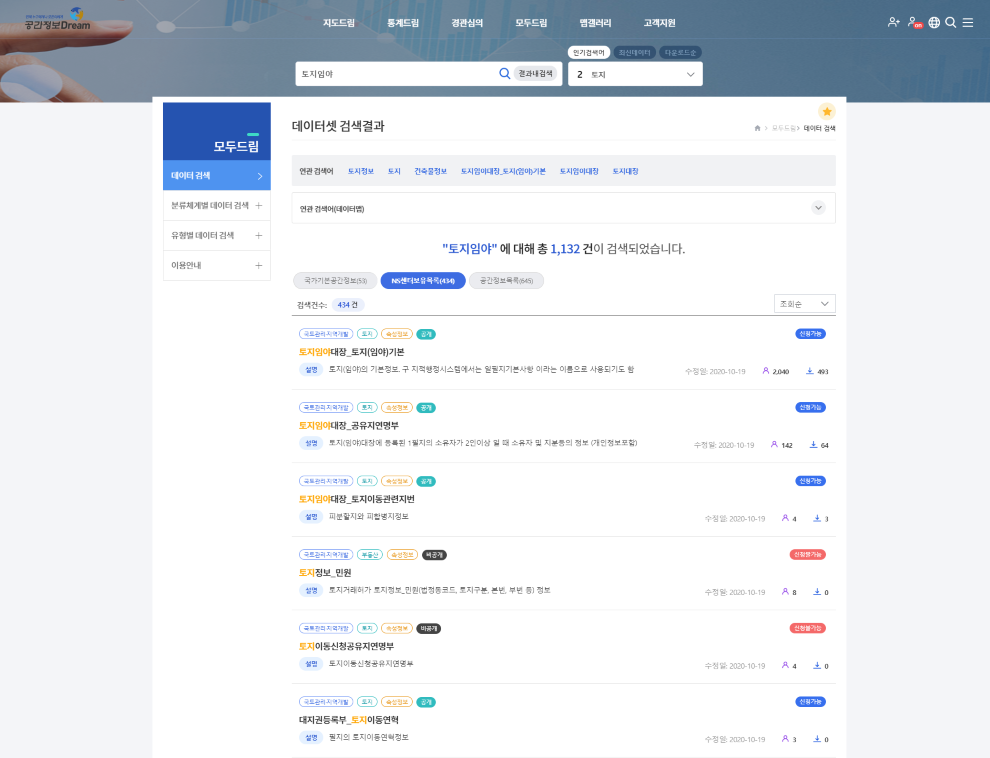 공간정보Dream
지도드림 통계드림 경관심의 모두드림 맵갤러리 고객지원
ON
인기검색어 최신데이터 다운로드순
토지임야 결과내검색 2 토지
모두드림
데이터 검색
분류체계별 데이터 검색
유형별 데이터 검색
이용안내
데이터셋 검색결과
모두드림 데이터 검색
연관 검색어 토지정보 토지 건축물정보 토지임야대장_토지(임야)기본 토지임야대장 토지대장
연관 검색어(데이터맵)
"토지임야" 에 대해 총 1,132 건이 검색되었습니다.
국가기본공간정보(53) NS센터보유목록(434) 공간정보목록(645)
검색건수: 434 건 조회순
국토관리·지역개발 토지 속성정보 공개 신청가능
토지임야대장_토지(임야)기본
설명 토지(임야)의 기본정보, 구 지적행정시스템에서는 일필지기본사항 이라는 이름으로 사용되기도 함 수정일: 2020-10-19 2,040 493
국토관리·지역개발 토지 속성정보 공개 신청가능
토지임야대장_공유지연명부
설명 토지(임야)대장에 등록된 1필지의 소유자가 2인이상 일 때 소유자 및 지분등의 정보 (개인정보포함) 수정일: 2020-10-19 142 64
국토관리·지역개발 토지 속성정보 공개 신청가능
토지임야대장_토지이동관련지번
설명 피분할지와 피합병지정보 수정일: 2020-10-19 4 3
국토관리·지역개발 부동산 속성정보 비공개 신청불가능
토지정보_민원
설명 토지거래허가 토지정보_민원(법정동코드, 토지구분, 본번, 부번 등) 정보 수정일: 2020-10-19 8 0
국토관리·지역개발 토지 속성정보 비공개 신청불가능
토지이동신청공유지연명부
설명 토지이동신청공유지연명부 수정일: 2020-10-19 4 0
국토관리·지역개발 토지 속성정보 공개 신청가능
대지권등록부_토지이동연혁
설명 필지의 토지이동연혁정보 수정일: 2020-10-19 3 0